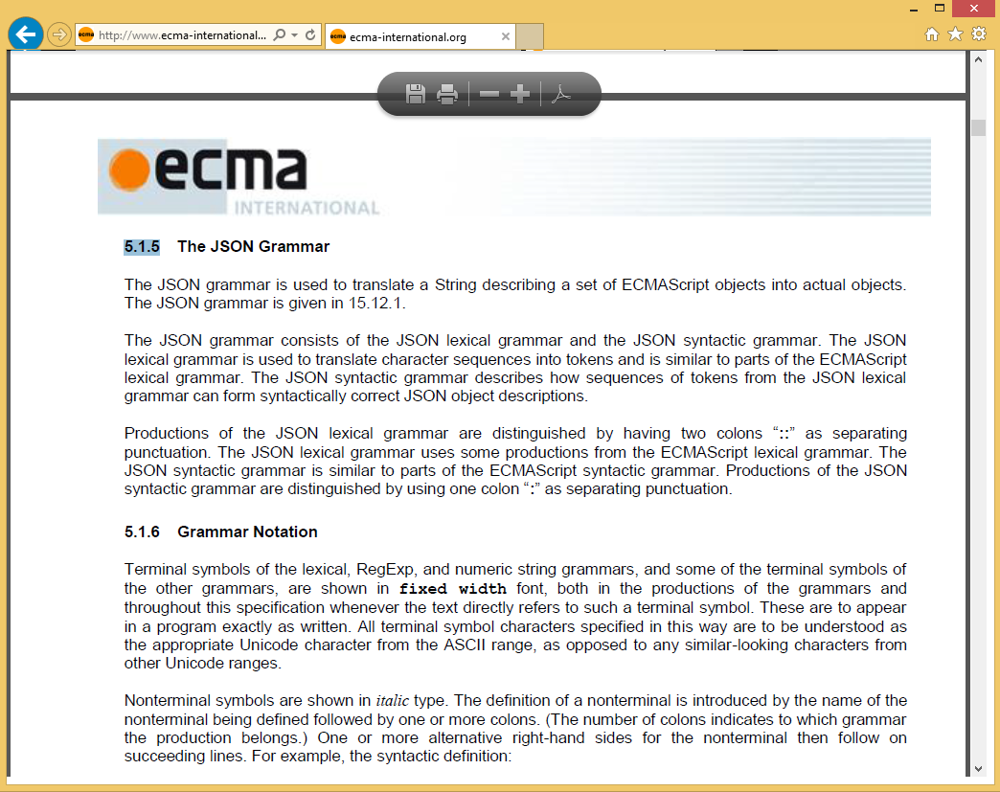 http://www.ecma-international...
ecma-international.org
ecma
INTERNATIONAL
5.1.5 The JSON Grammar
The JSON grammar is used to translate a String describing a set of ECMAScript objects into actual objects.
The JSON grammar is given in 15.12.1.
The JSON grammar consists of the JSON lexical grammar and the JSON syntactic grammar. The JSON
lexical grammar is used to translate character sequences into tokens and is similar to parts of the ECMAScript
lexical grammar. The JSON syntactic grammar describes how sequences of tokens from the JSON lexical
grammar can form syntactically correct JSON object descriptions.
Productions of the JSON lexical grammar are distinguished by having two colons “::” as separating
punctuation. The JSON lexical grammar uses some productions from the ECMAScript lexical grammar. The
JSON syntactic grammar is similar to parts of the ECMAScript syntactic grammar. Productions of the JSON
syntactic grammar are distinguished by using one colon “:” as separating punctuation.
5.1.6 Grammar Notation
Terminal symbols of the lexical, RegExp, and numeric string grammars, and some of the terminal symbols of
the other grammars, are shown in fixed width font, both in the productions of the grammars and
throughout this specification whenever the text directly refers to such a terminal symbol. These are to appear
in a program exactly as written. All terminal symbol characters specified in this way are to be understood as
the appropriate Unicode character from the ASCII range, as opposed to any similar-looking characters from
other Unicode ranges.
Nonterminal symbols are shown in italic type. The definition of a nonterminal is introduced by the name of the
nonterminal being defined followed by one or more colons. (The number of colons indicates to which grammar
the production belongs.) One or more alternative right-hand sides for the nonterminal then follow on
succeeding lines. For example, the syntactic definition: